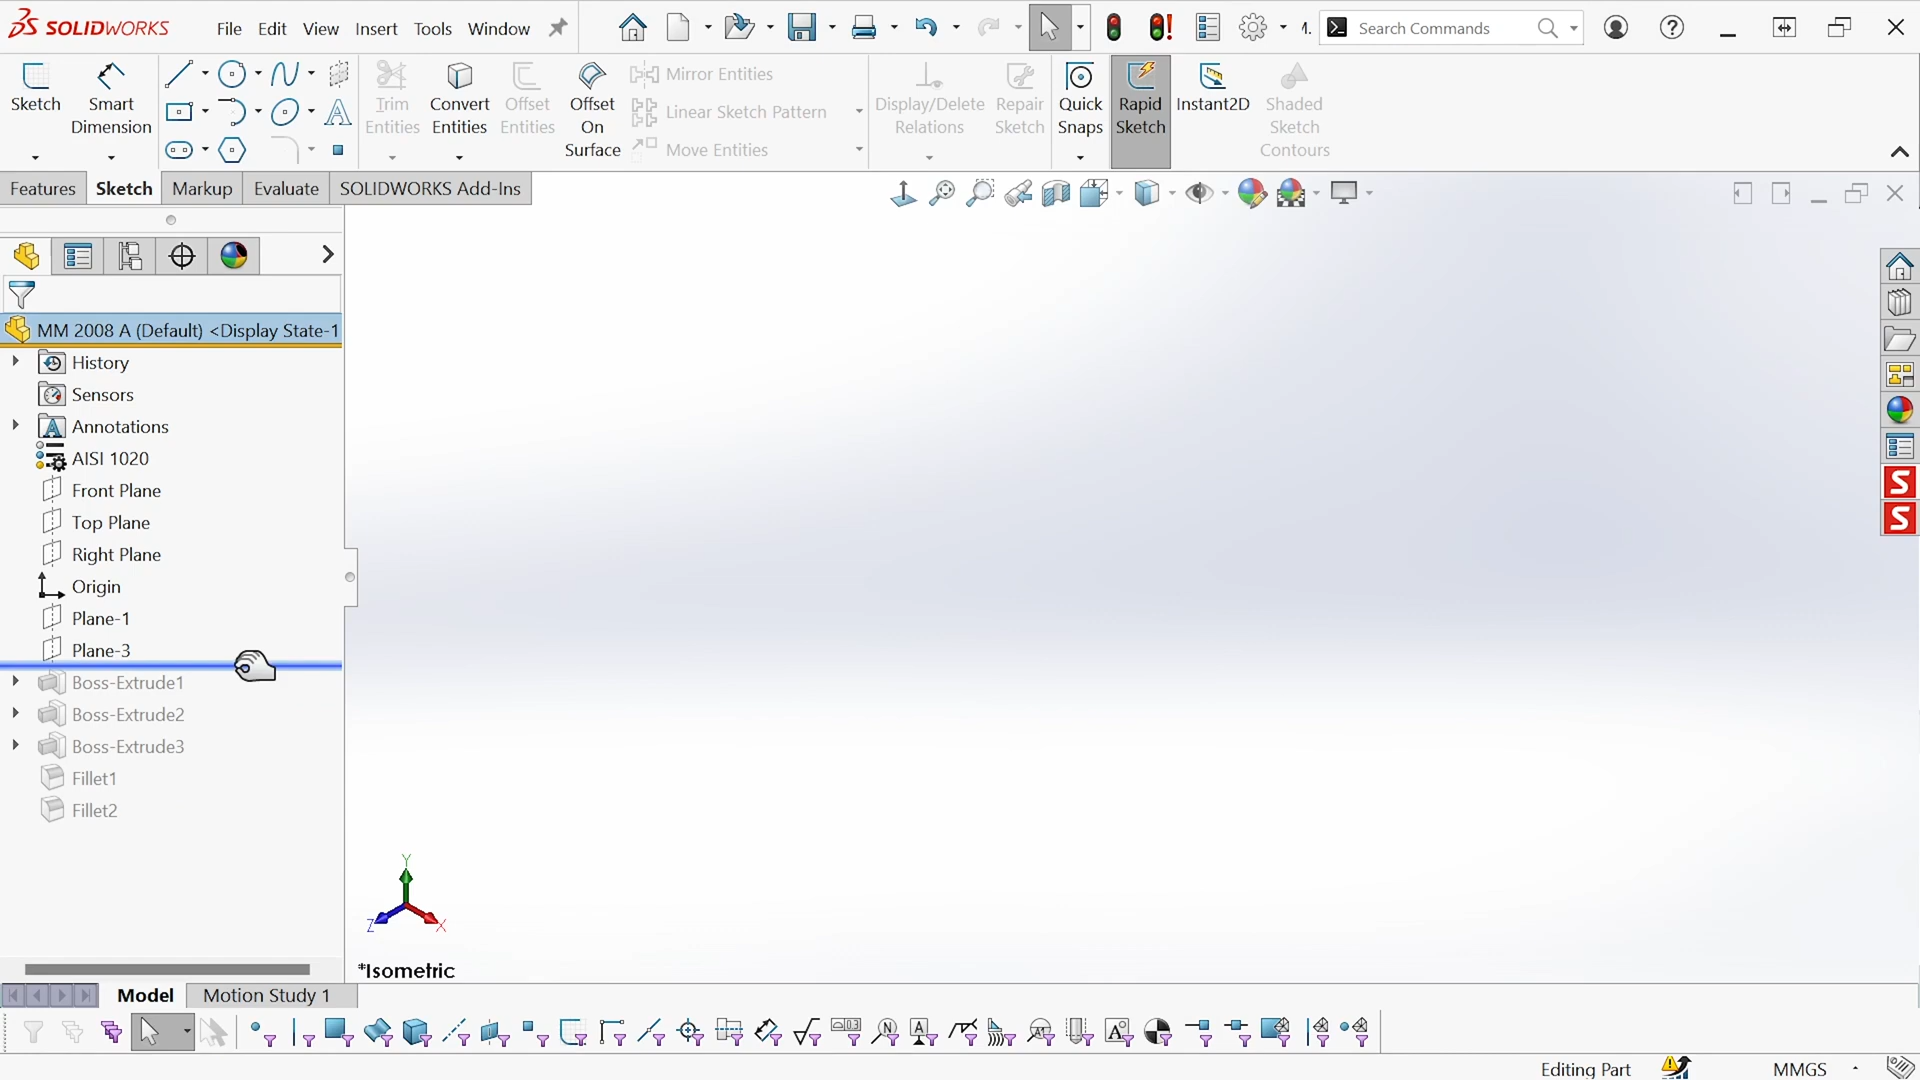 SOLIDWORKS
File Edit View Insert Tools Window
Search Commands
Sketch
Smart Dimension
Trim Entities
Convert Entities
Offset Entities
Offset On Surface
Mirror Entities
Linear Sketch Pattern
Move Entities
Display/Delete Relations
Repair Sketch
Quick Snaps
Rapid Sketch
Instant2D
Shaded Sketch Contours
Features Sketch Markup Evaluate SOLIDWORKS Add-Ins
MM 2008 A (Default) <Display State-1
History
Sensors
Annotations
AISI 1020
Front Plane
Top Plane
Right Plane
Origin
Plane-1
Plane-3
Boss-Extrude1
Boss-Extrude2
Boss-Extrude3
Fillet1
Fillet2
Y
Z X
*Isometric
Model Motion Study 1
Editing Part MMGS